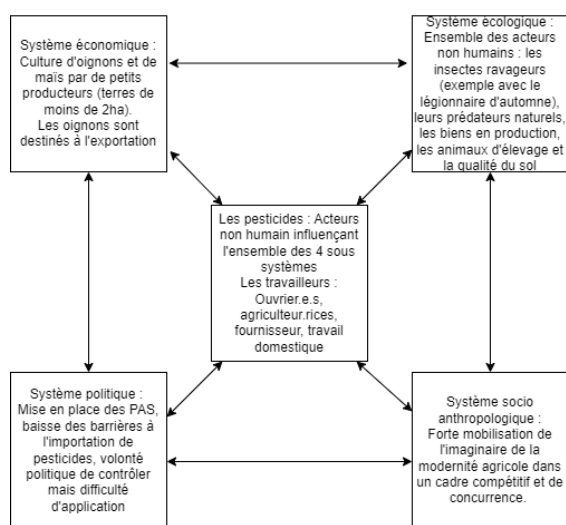 Système économique :
Culture d'oignons et de
maïs par de petits
producteurs (terres de
moins de 2ha).
Les oignons sont
destinés à l'exportation
Système écologique :
Ensemble des acteurs
non humains : les
insectes ravageurs
(exemple avec le
légionnaire d'automne),
leurs prédateurs naturels,
les biens en production,
les animaux d'élevage et
la qualité du sol
Les pesticides : Acteurs
non humain influençant
l'ensemble des 4 sous
systèmes
Les travailleurs :
Ouvrier.e.s,
agriculteur.rices,
fournisseur, travail
domestique
Système politique :
Mise en place des PAS,
baisse des barrières à
l'importation de
pesticides, volonté
politique de contrôler
mais difficulté
d'application
Système socio
anthropologique :
Forte mobilisation de
l'imaginaire de la
modernité agricole dans
un cadre compétitif et de
concurrence.